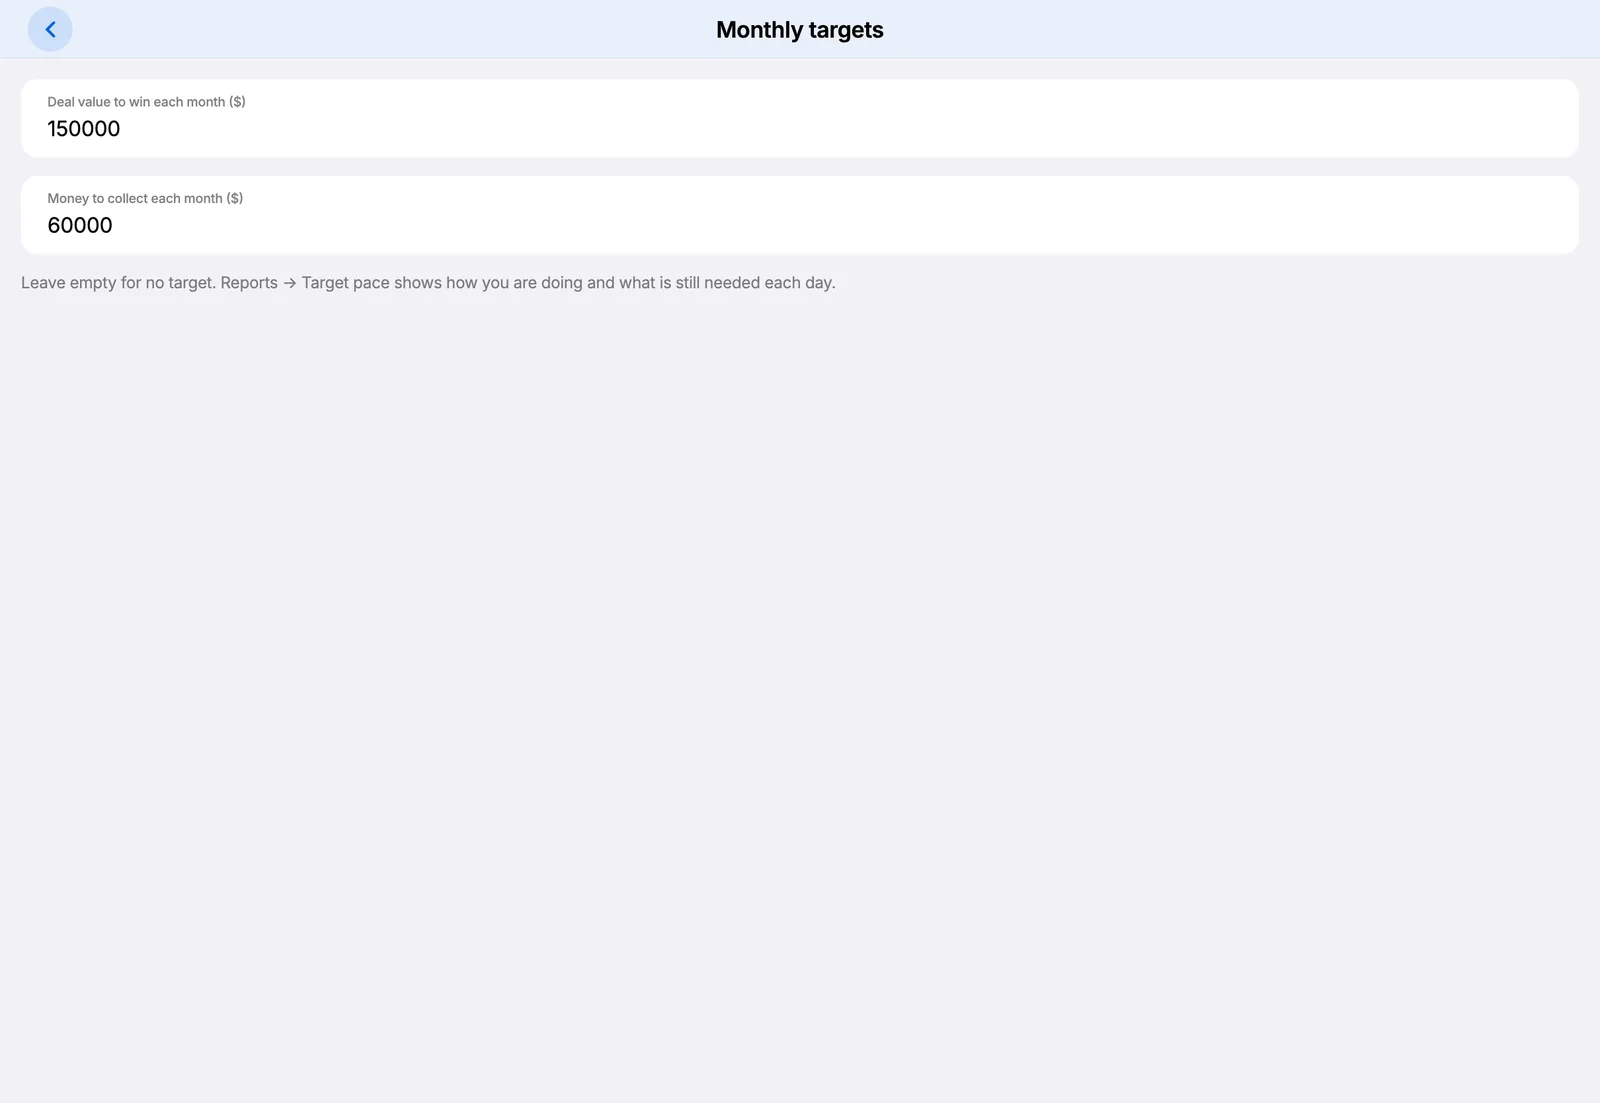 Monthly targets
Deal value to win each month ($)
150000
Money to collect each month ($)
60000
Leave empty for no target. Reports → Target pace shows how you are doing and what is still needed each day.